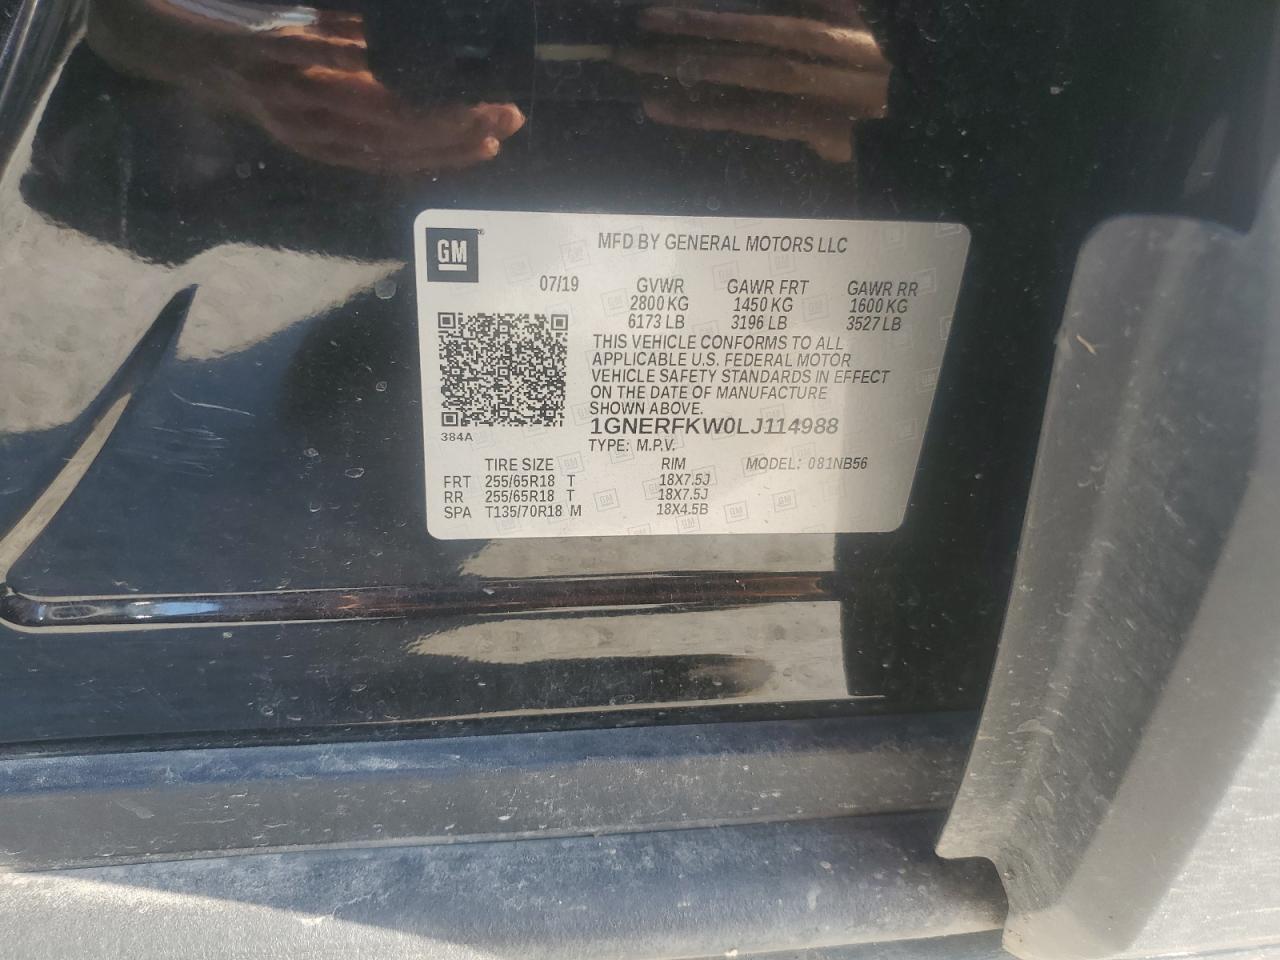 GM®
MFD BY GENERAL MOTORS LLC
07/19 GVWR GAWR FRT GAWR RR
2800 KG 1450 KG 1600 KG
6173 LB 3196 LB 3527 LB
THIS VEHICLE CONFORMS TO ALL
APPLICABLE U.S. FEDERAL MOTOR
VEHICLE SAFETY STANDARDS IN EFFECT
ON THE DATE OF MANUFACTURE
SHOWN ABOVE.
1GNERFKW0LJ114988
384A
TYPE: M.P.V.
TIRE SIZE RIM MODEL: 081NB56
FRT 255/65R18 T 18X7.5J
RR 255/65R18 T 18X7.5J
SPA T135/70R18 M 18X4.5B